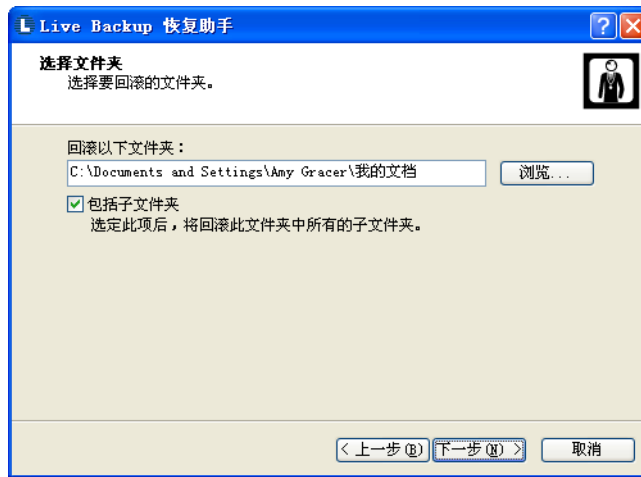 Live Backup 恢复助手
选择文件夹
选择要回滚的文件夹。
回滚以下文件夹：
C:\Documents and Settings\Amy Gracer\我的文档
浏览...
包括子文件夹
选定此项后，将回滚此文件夹中所有的子文件夹。
< 上一步(B)
下一步(N) >
取消